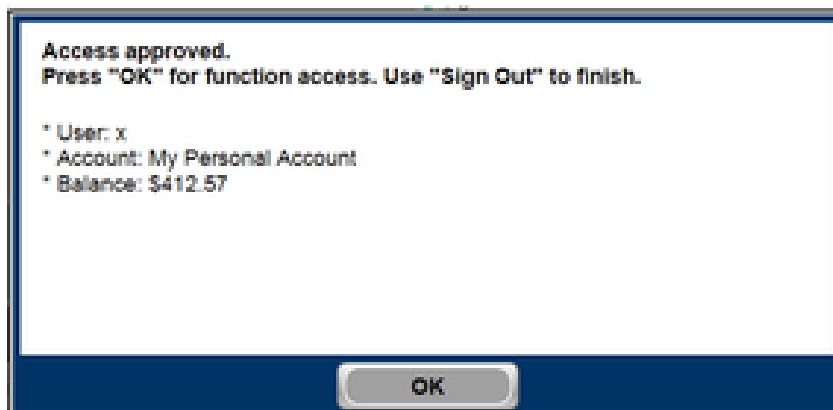 Access approved.
Press "OK" for function access. Use "Sign Out" to finish.
* User: x
* Account: My Personal Account
* Balance: $412.57
OK